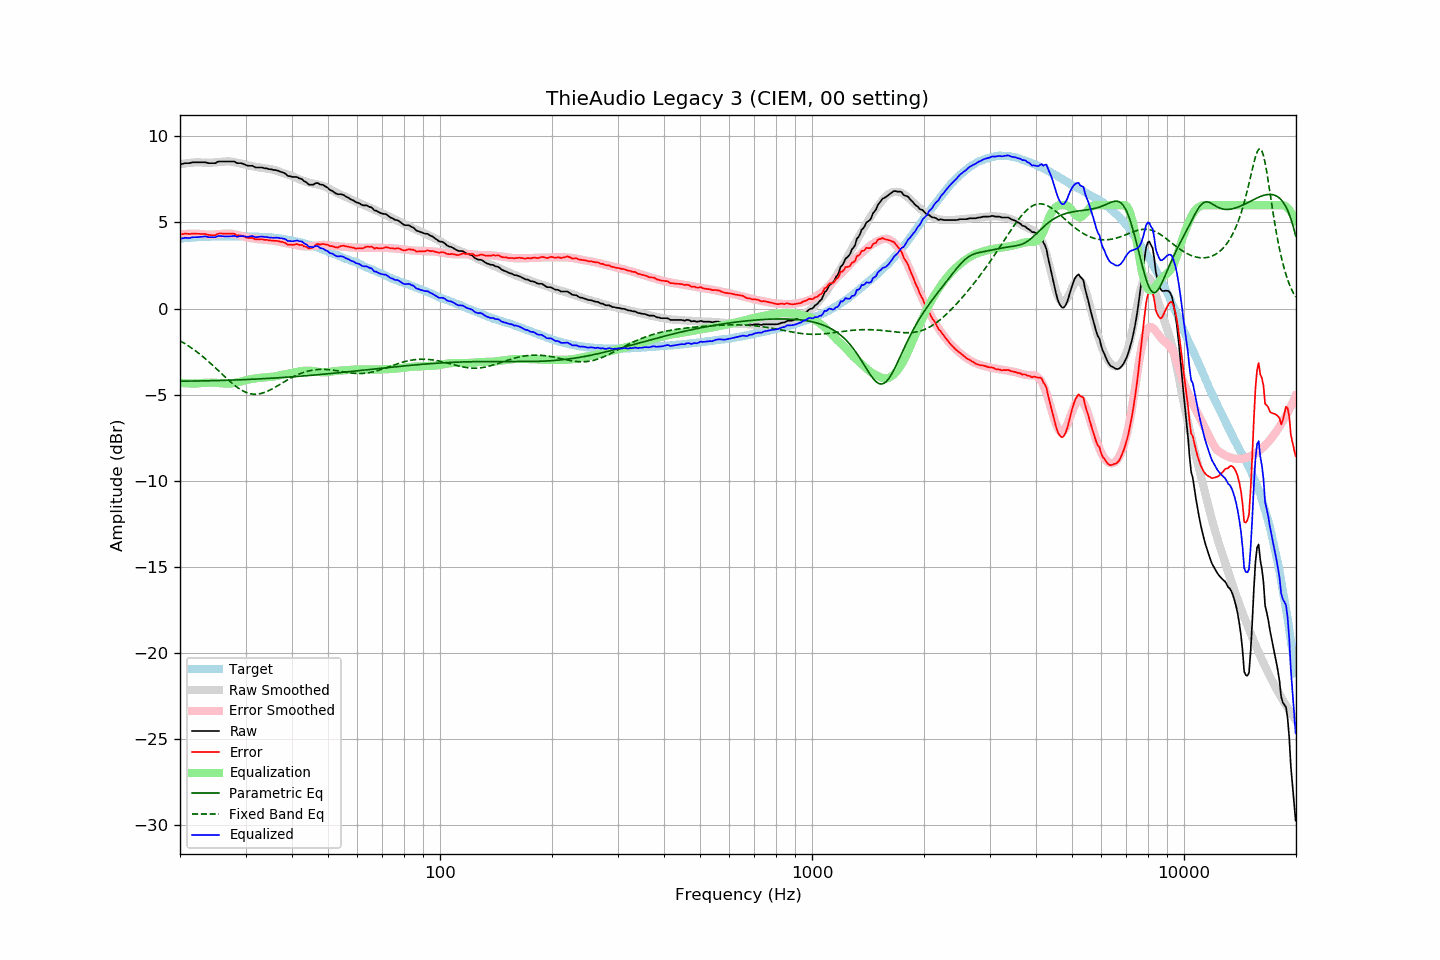 ThieAudio Legacy 3 (CIEM, 00 setting)
10
5
0
−5
−10
−15
−20
−25
−30
Amplitude (dBr)
Target
Raw Smoothed
Error Smoothed
Raw
Error
Equalization
Parametric Eq
Fixed Band Eq
Equalized
100
1000
10000
Frequency (Hz)